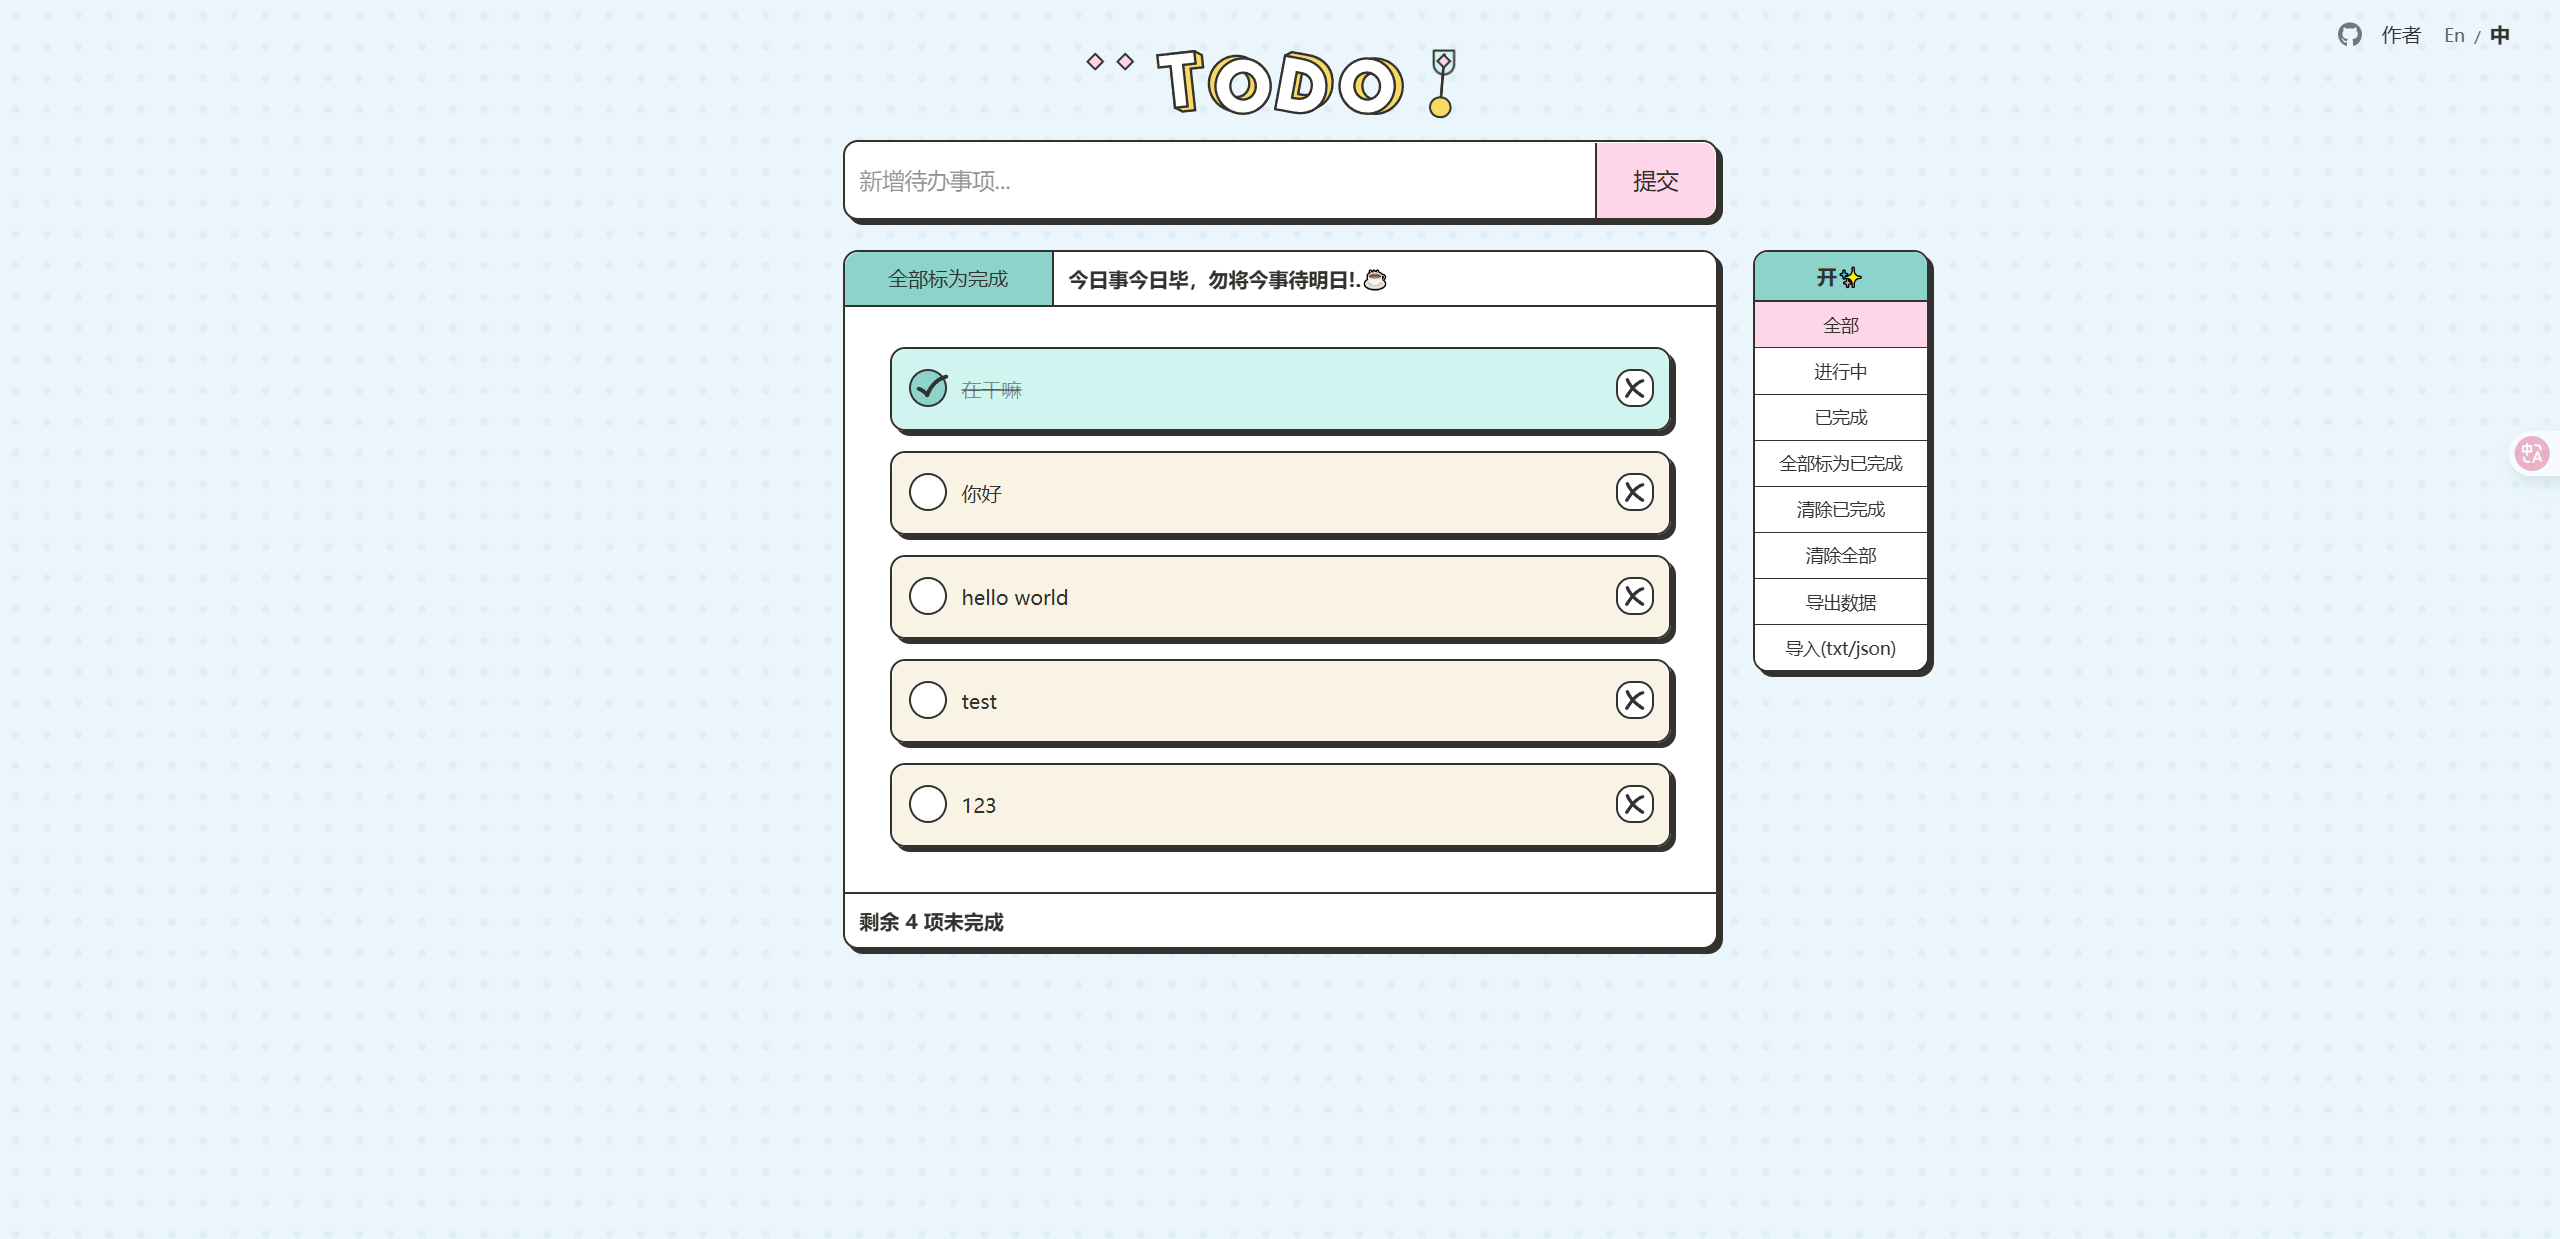 作者 En / 中
TODO!
新增待办事项...
提交
全部标为完成
今日事今日毕，勿将今事待明日!.☕
在干嘛
你好
hello world
test
123
剩余 4 项未完成
开✨
全部
进行中
已完成
全部标为已完成
清除已完成
清除全部
导出数据
导入(txt/json)